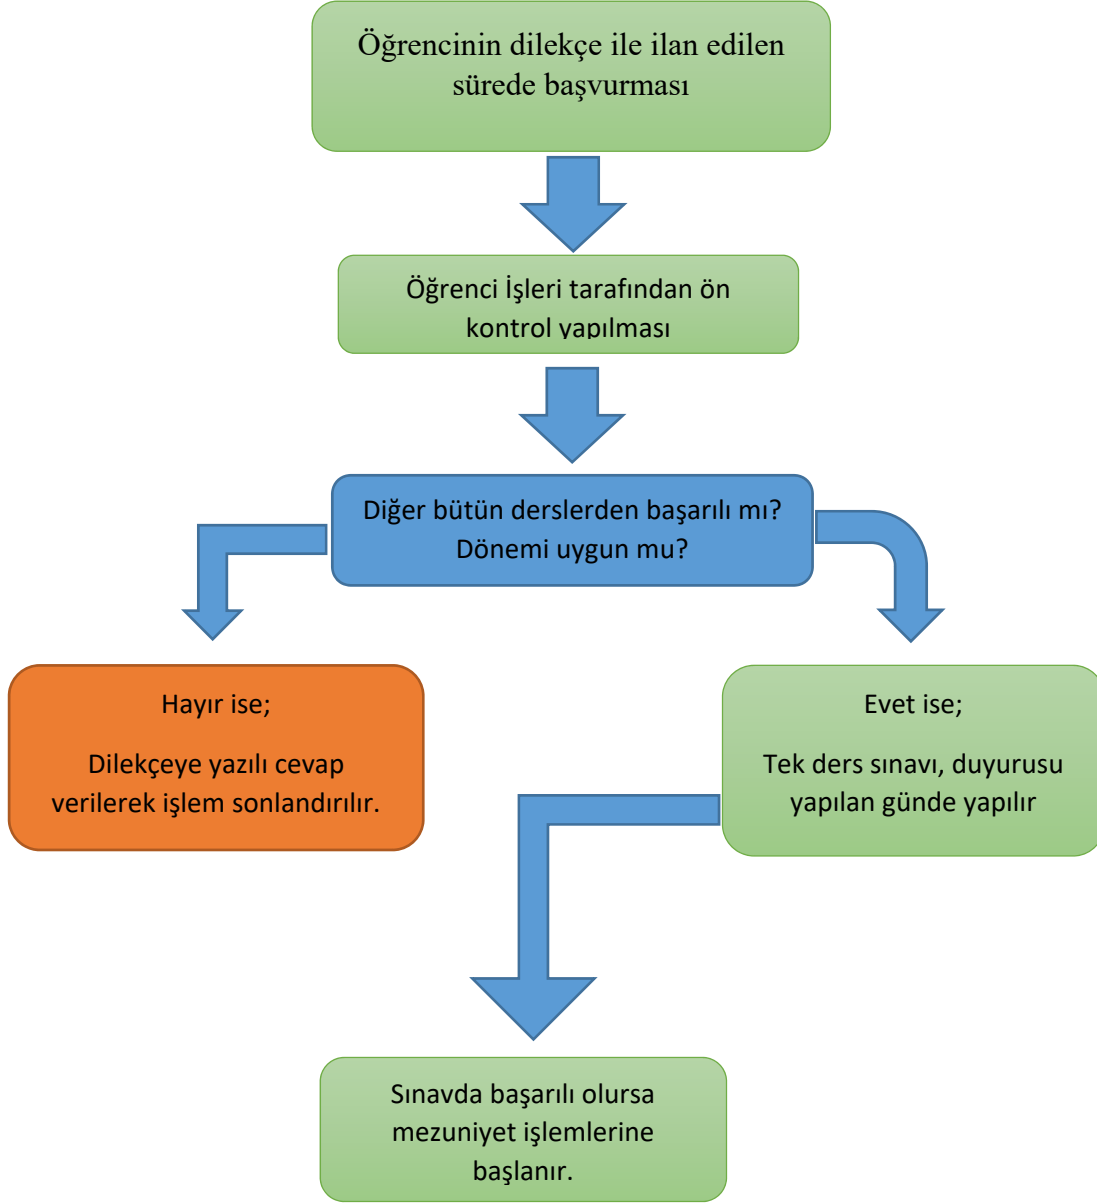 Öğrencinin dilekçe ile ilan edilen
sürede başvurması
Öğrenci İşleri tarafından ön
kontrol yapılması
Diğer bütün derslerden başarılı mı?
Dönemi uygun mu?
Hayır ise;
Dilekçeye yazılı cevap
verilerek işlem sonlandırılır.
Evet ise;
Tek ders sınavı, duyurusu
yapılan günde yapılır
Sınavda başarılı olursa
mezuniyet işlemlerine
başlanır.